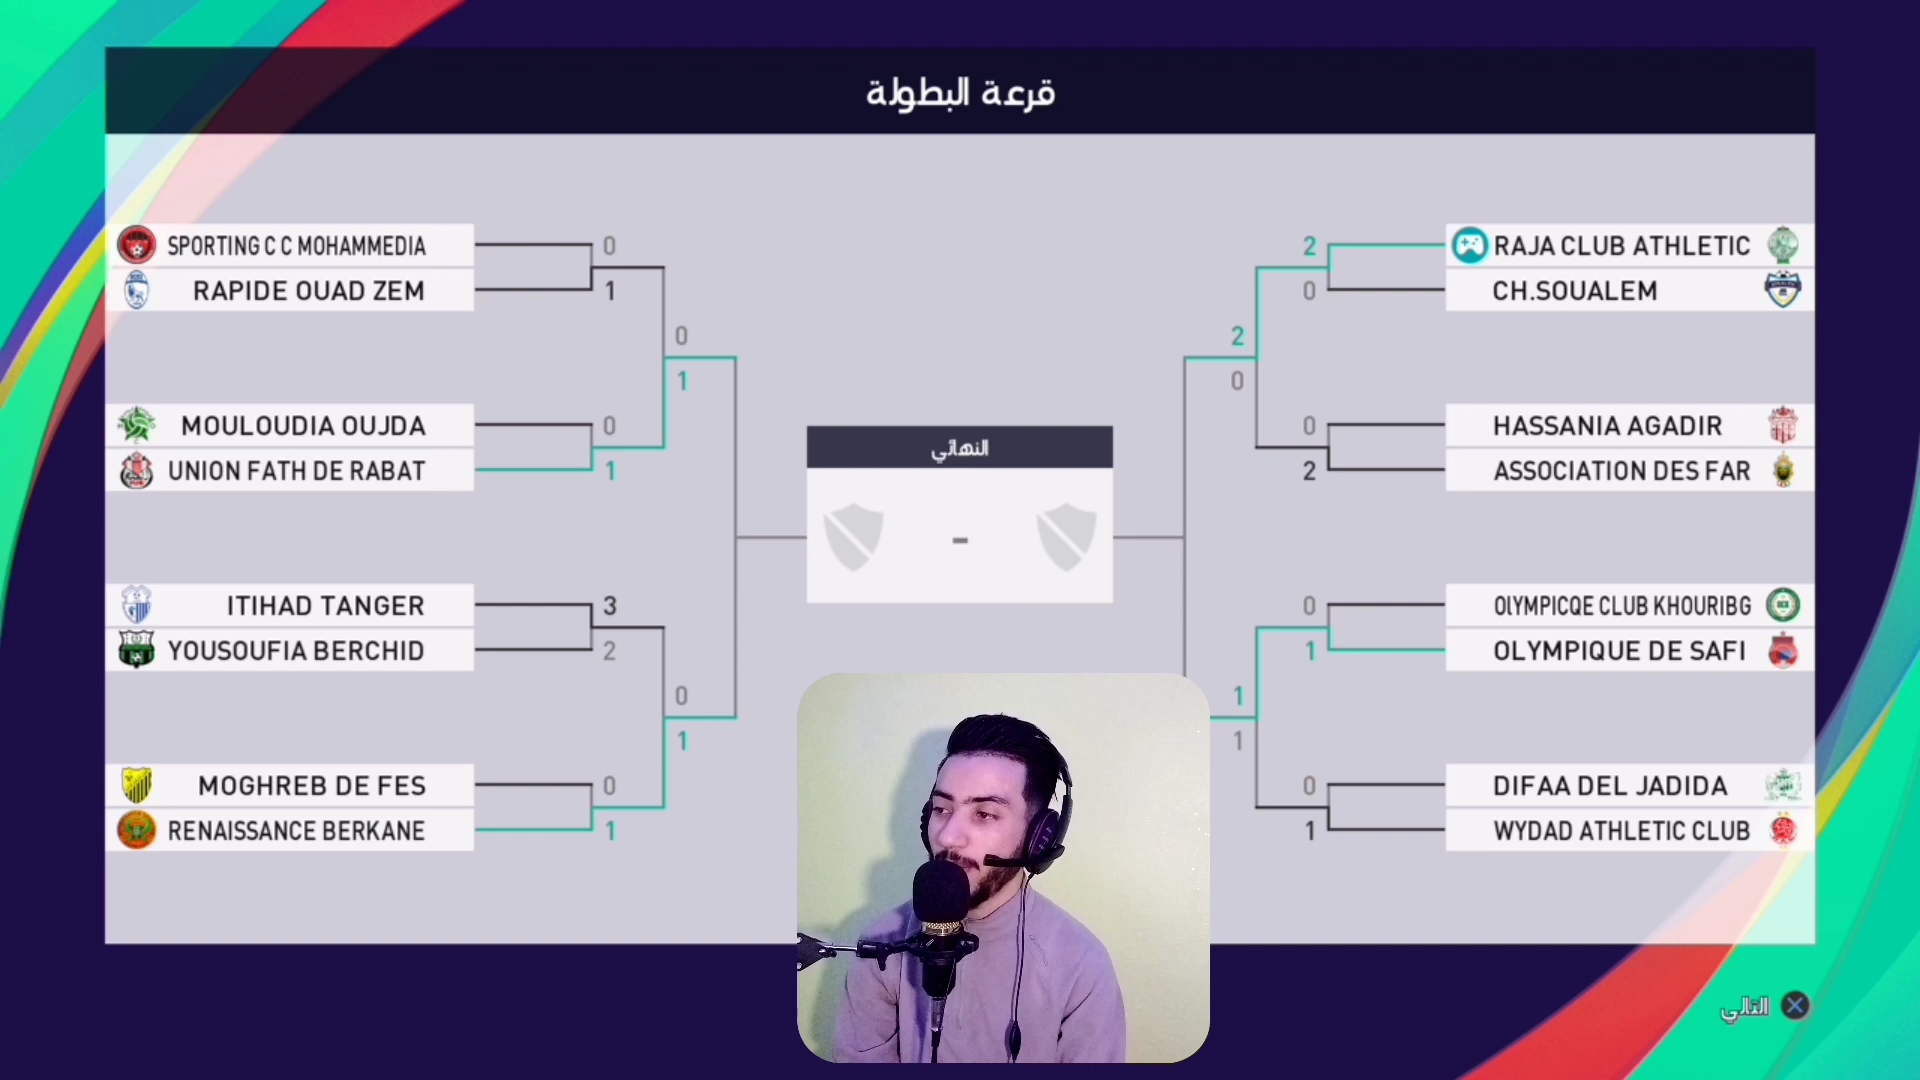 قرعة البطولة
SPORTING C C MOHAMMEDIA 0
RAPIDE OUAD ZEM 1
0
1
MOULOUDIA OUJDA 0
UNION FATH DE RABAT 1
ITIHAD TANGER 3
YOUSOUFIA BERCHID 2
0
1
MOGHREB DE FES 0
RENAISSANCE BERKANE 1
النهائي
-
2 RAJA CLUB ATHLETIC
0 CH.SOUALEM
2
0
0 HASSANIA AGADIR
2 ASSOCIATION DES FAR
0 OlYMPICQE CLUB KHOURIBG
1 OLYMPIQUE DE SAFI
1
1
0 DIFAA DEL JADIDA
1 WYDAD ATHLETIC CLUB
التالي